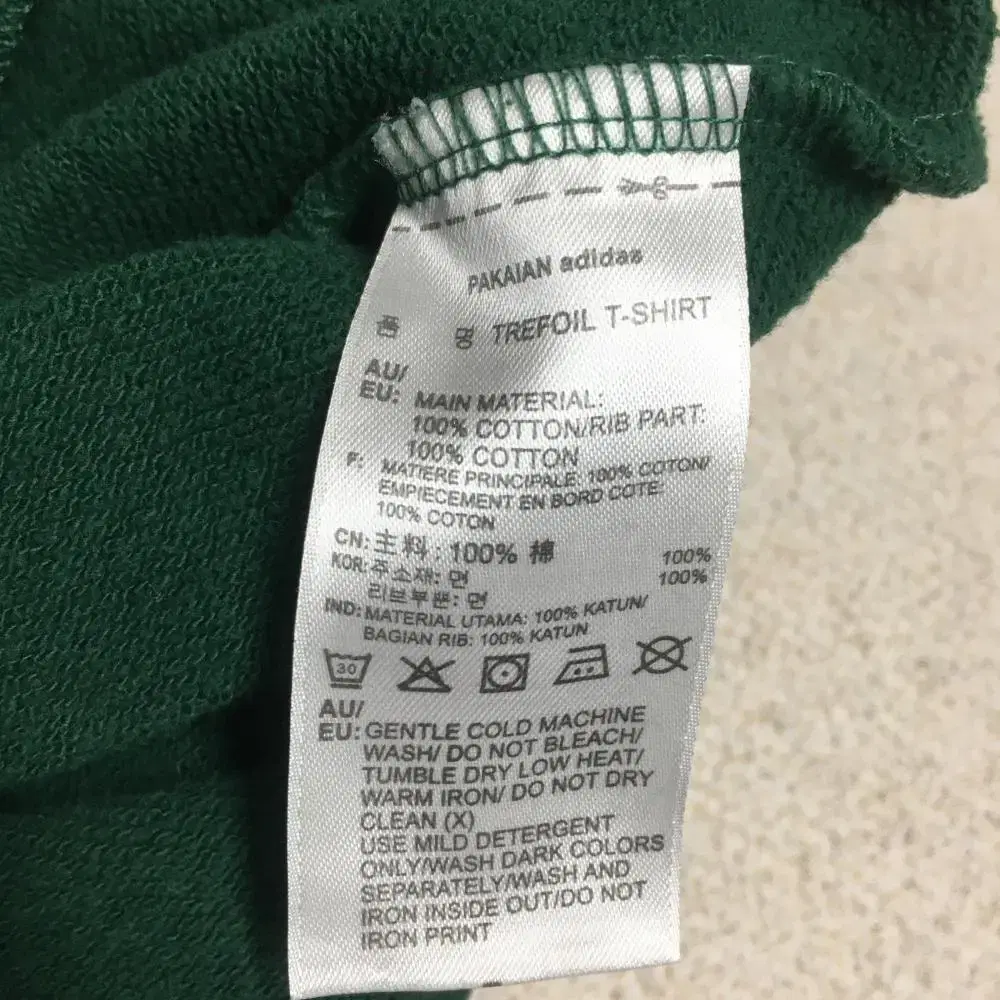 PAKAIAN adidas
품 명 TREFOIL T-SHIRT
AU/
EU: MAIN MATERIAL:
100% COTTON/RIB PART:
100% COTTON
F: MATIERE PRINCIPALE: 100% COTON/
EMPIECEMENT EN BORD COTE:
100% COTON
CN: 主料: 100% 棉
KOR: 주소재: 면 100%
리브부분: 면 100%
IND: MATERIAL UTAMA: 100% KATUN/
BAGIAN RIB: 100% KATUN
30
AU/
EU: GENTLE COLD MACHINE
WASH/ DO NOT BLEACH/
TUMBLE DRY LOW HEAT/
WARM IRON/ DO NOT DRY
CLEAN (X)
USE MILD DETERGENT
ONLY/WASH DARK COLORS
SEPARATELY/WASH AND
IRON INSIDE OUT/DO NOT
IRON PRINT